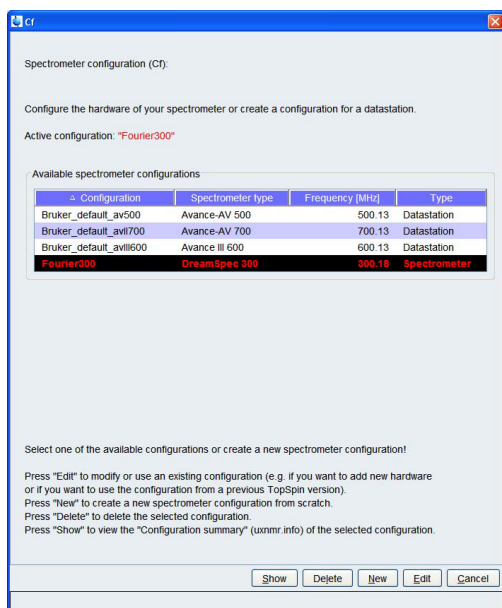 Cf
Spectrometer configuration (Cf):
Configure the hardware of your spectrometer or create a configuration for a datastation.
Active configuration: "Fourier300"
Available spectrometer configurations
Configuration Spectrometer type Frequency [MHz] Type
Bruker_default_av500 Avance-AV 500 500.13 Datastation
Bruker_default_avII700 Avance-AV 700 700.13 Datastation
Bruker_default_avIII600 Avance III 600 600.13 Datastation
Fourier300 DreamSpec 300 300.18 Spectrometer
Select one of the available configurations or create a new spectrometer configuration!
Press "Edit" to modify or use an existing configuration (e.g. if you want to add new hardware
or if you want to use the configuration from a previous TopSpin version).
Press "New" to create a new spectrometer configuration from scratch.
Press "Delete" to delete the selected configuration.
Press "Show" to view the "Configuration summary" (uxnmr.info) of the selected configuration.
Show Delete New Edit Cancel